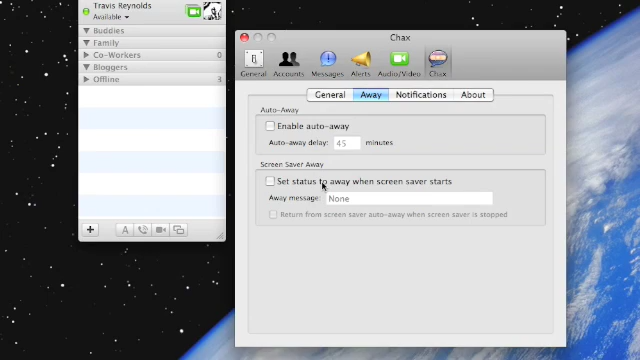 Travis Reynolds
Available
Buddies
Family
Co-Workers 0
Bloggers
Offline 3
A
Chax
General Accounts Messages Alerts Audio/Video Chax
General Away Notifications About
Auto-Away
Enable auto-away
Auto-away delay: 45 minutes
Screen Saver Away
Set status to away when screen saver starts
Away message: None
Return from screen saver auto-away when screen saver is stopped